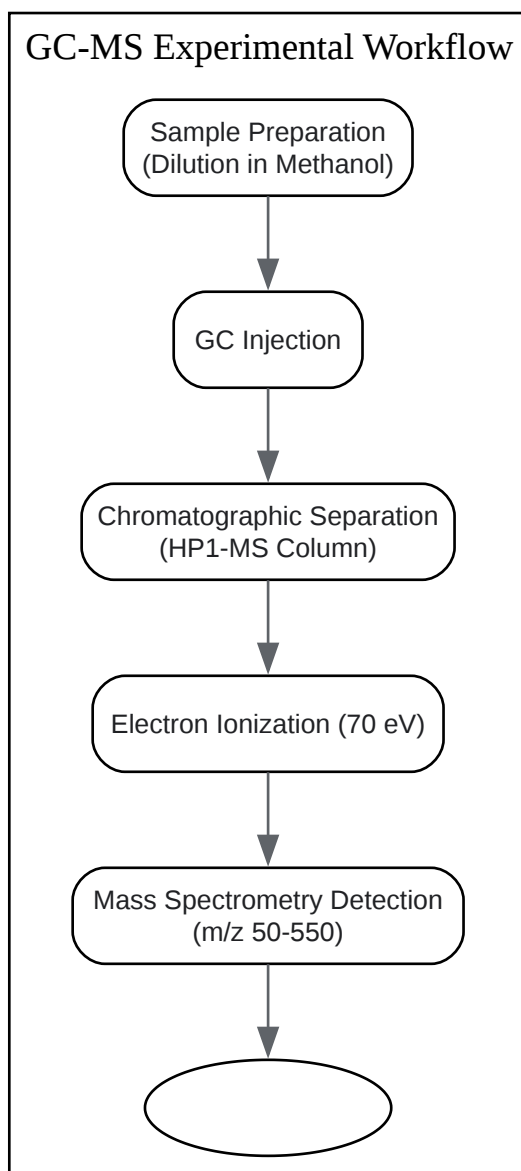 GC-MS Experimental Workflow
Sample Preparation
(Dilution in Methanol)
GC Injection
Chromatographic Separation
(HP1-MS Column)
Electron Ionization (70 eV)
Mass Spectrometry Detection
(m/z 50-550)